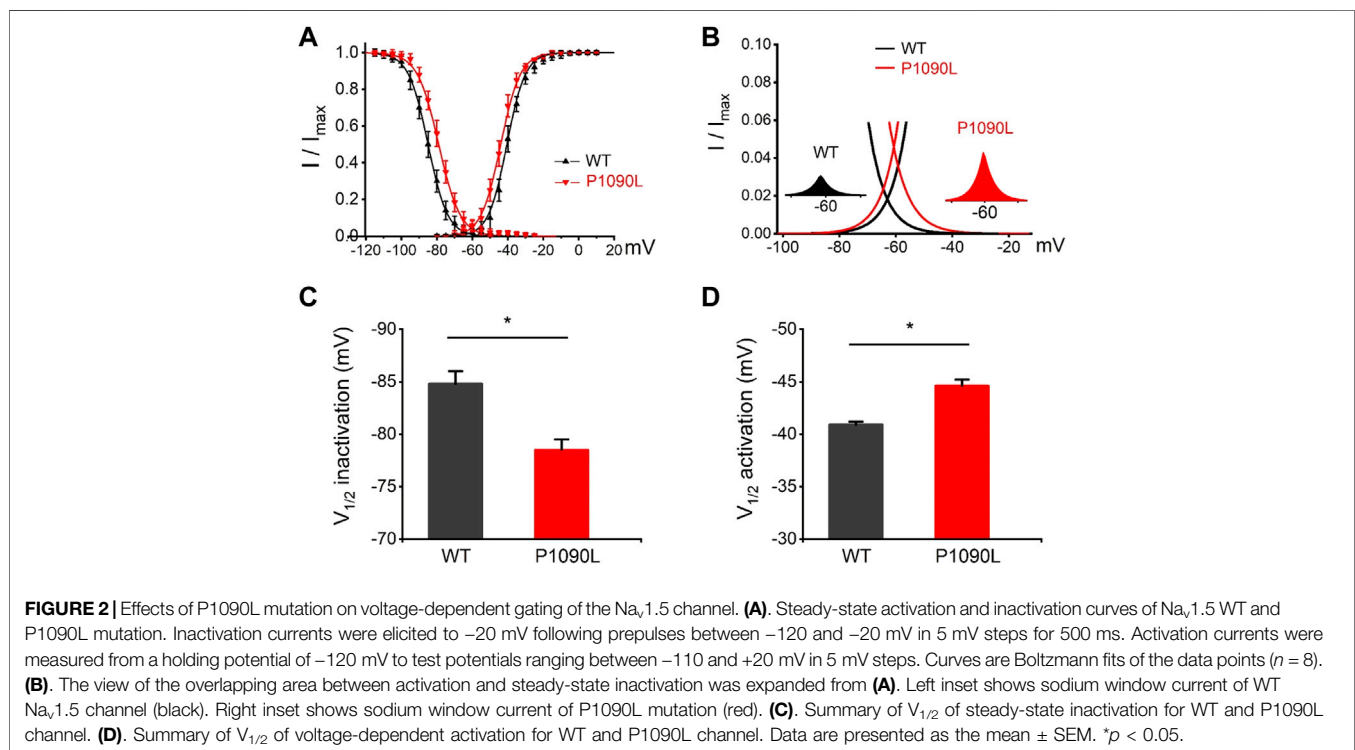 A
1.0
0.8
0.6
0.4
0.2
0.0
I / Imax
WT
P1090L
-120 -100 -80 -60 -40 -20 0 20 mV
B
0.10
0.08
0.06
0.04
0.02
0.00
I / Imax
WT
P1090L
WT
-60
P1090L
-60
-100 -80 -60 -40 -20 mV
C
-90
-85
-80
-75
-70
V1/2 inactivation (mV)
*
WT P1090L
D
-50
-45
-40
-35
-30
V1/2 activation (mV)
*
WT P1090L
FIGURE 2 | Effects of P1090L mutation on voltage-dependent gating of the Nav1.5 channel. (A). Steady-state activation and inactivation curves of Nav1.5 WT and
P1090L mutation. Inactivation currents were elicited to −20 mV following prepulses between −120 and −20 mV in 5 mV steps for 500 ms. Activation currents were
measured from a holding potential of −120 mV to test potentials ranging between −110 and +20 mV in 5 mV steps. Curves are Boltzmann fits of the data points (n = 8).
(B). The view of the overlapping area between activation and steady-state inactivation was expanded from (A). Left inset shows sodium window current of WT
Nav1.5 channel (black). Right inset shows sodium window current of P1090L mutation (red). (C). Summary of V1/2 of steady-state inactivation for WT and P1090L
channel. (D). Summary of V1/2 of voltage-dependent activation for WT and P1090L channel. Data are presented as the mean ± SEM. *p < 0.05.